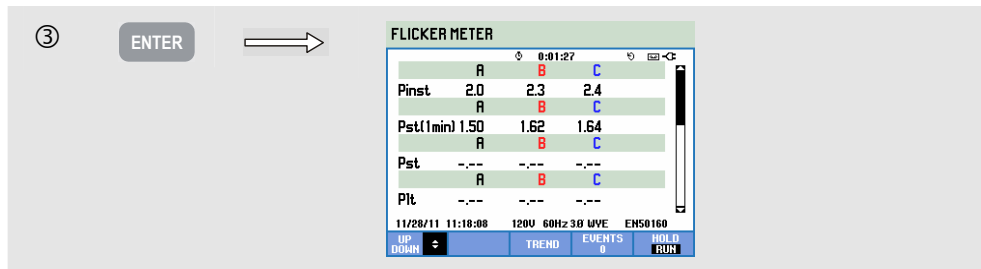 ③ ENTER
FLICKER METER
0:01:27
A B C
Pinst 2.0 2.3 2.4
A B C
Pst(1min) 1.50 1.62 1.64
A B C
Pst -.-- -.-- -.--
A B C
Plt -.-- -.-- -.--
11/28/11 11:18:08 120V 60Hz 3Ø WYE EN50160
UP DOWN TREND EVENTS 0 HOLD RUN